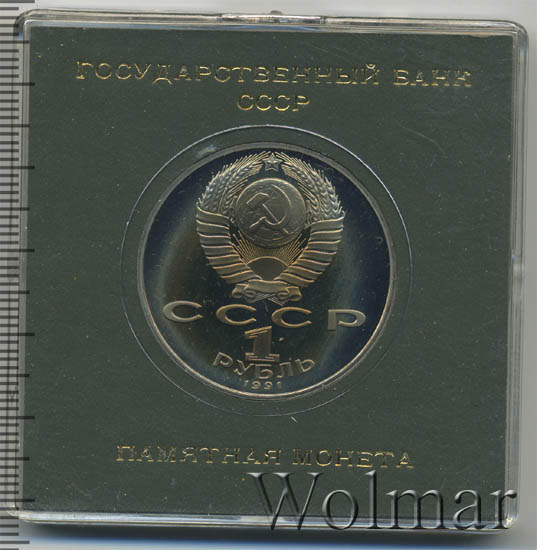 ГОСУДАРСТВЕННЫЙ БАНК
СССР
СССР
1
РУБЛЬ
1991
ПАМЯТНАЯ МОНЕТА
Wolmar